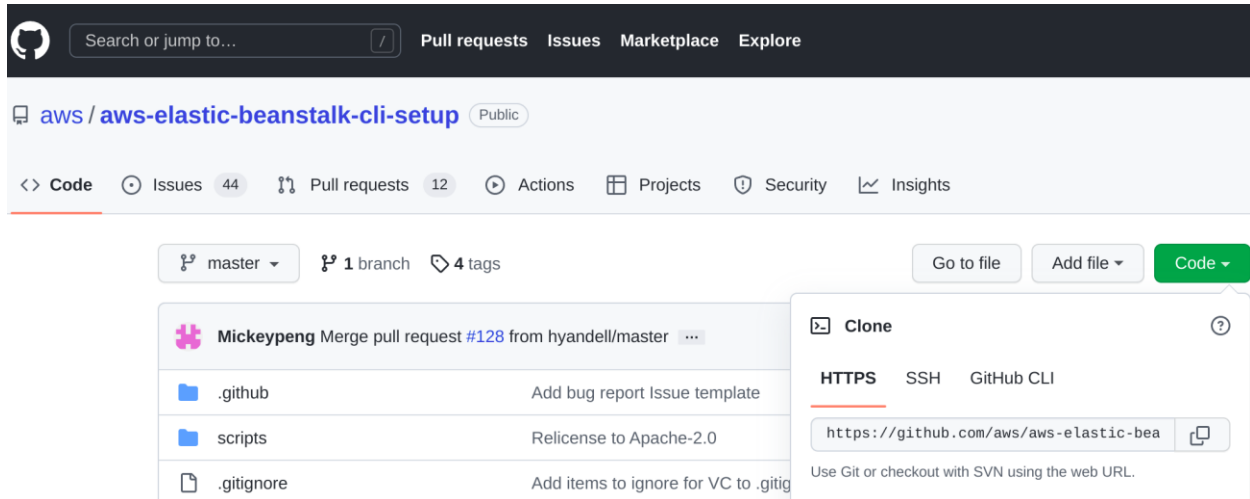 Search or jump to… /
Pull requests Issues Marketplace Explore
aws / aws-elastic-beanstalk-cli-setup Public
Code Issues 44 Pull requests 12 Actions Projects Security Insights
master 1 branch 4 tags Go to file Add file Code
Mickeypeng Merge pull request #128 from hyandell/master ...
.github Add bug report Issue template
scripts Relicense to Apache-2.0
.gitignore Add items to ignore for VC to .gitig
Clone
HTTPS SSH GitHub CLI
https://github.com/aws/aws-elastic-bea
Use Git or checkout with SVN using the web URL.